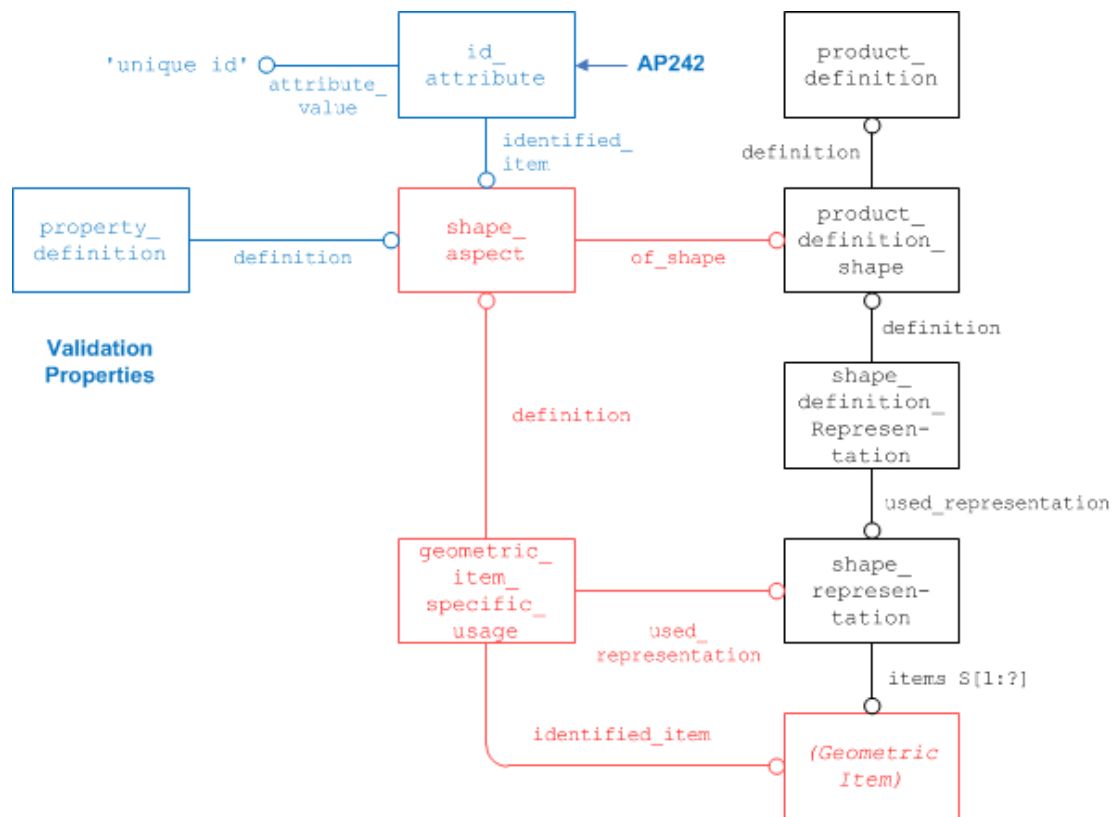 id_
attribute
'unique id'
attribute_
value
AP242
product_
definition
identified_
item
definition
property_
definition
definition
shape_
aspect
of_shape
product_
definition_
shape
Validation
Properties
definition
definition
shape_
definition_
Represen-
tation
used_representation
geometric_
item_
specific_
usage
used_
representation
shape_
represen-
tation
items S[1:?]
identified_item
(Geometric
Item)